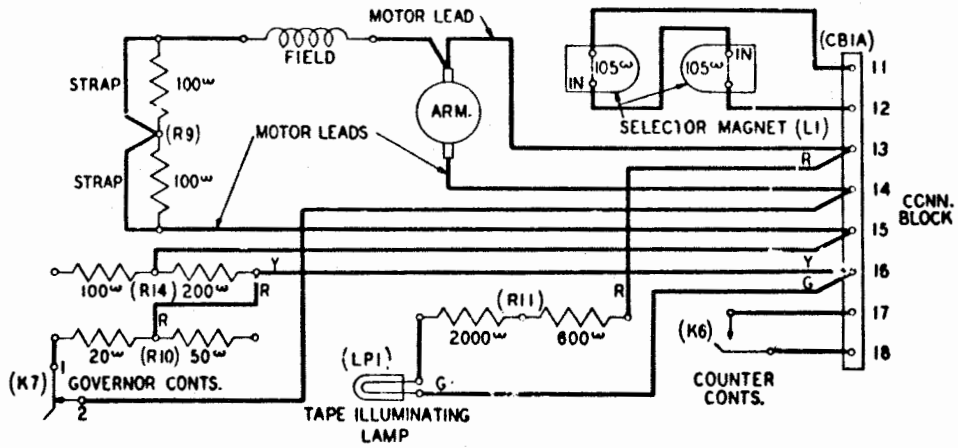 MOTOR LEAD
(CB1A)
FIELD
105ω
105ω
IN
IN
11
STRAP
100ω
ARM.
12
SELECTOR MAGNET (L1)
(R9)
MOTOR LEADS
13
R
STRAP
100ω
14
CONN.
BLOCK
15
Y
Y
16
100ω
(R14)
200ω
R
G
R
(R11)
17
R
2000ω
600ω
(K6)
20ω
(R10)
50ω
18
(LP1)
1
(K7)
GOVERNOR CONTS.
G
COUNTER
CONTS.
2
TAPE ILLUMINATING
LAMP